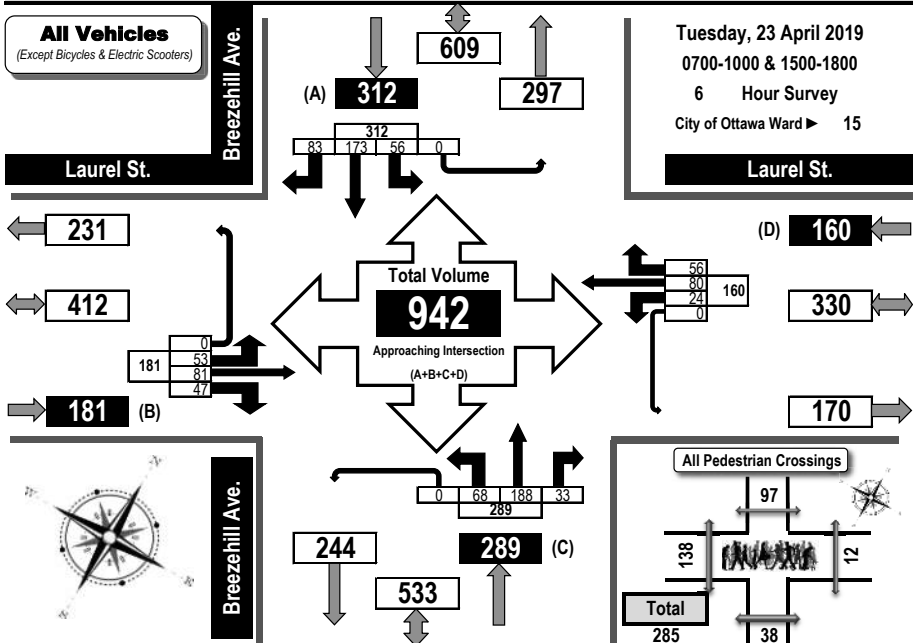 All Vehicles
(Except Bicycles & Electric Scooters)
Breezehill Ave.
Laurel St.
609
(A) 312
297
312
83 173 56 0
Tuesday, 23 April 2019
0700-1000 & 1500-1800
6 Hour Survey
City of Ottawa Ward ► 15
Laurel St.
231
412
181 (B)
0
53
81
47
181
Total Volume
942
Approaching Intersection
(A+B+C+D)
(D) 160
330
170
56
80
24
0
160
N
W
E
S
Breezehill Ave.
0 68 188 33
289
244
533
289 (C)
All Pedestrian Crossings
97
138
12
Total
285
38